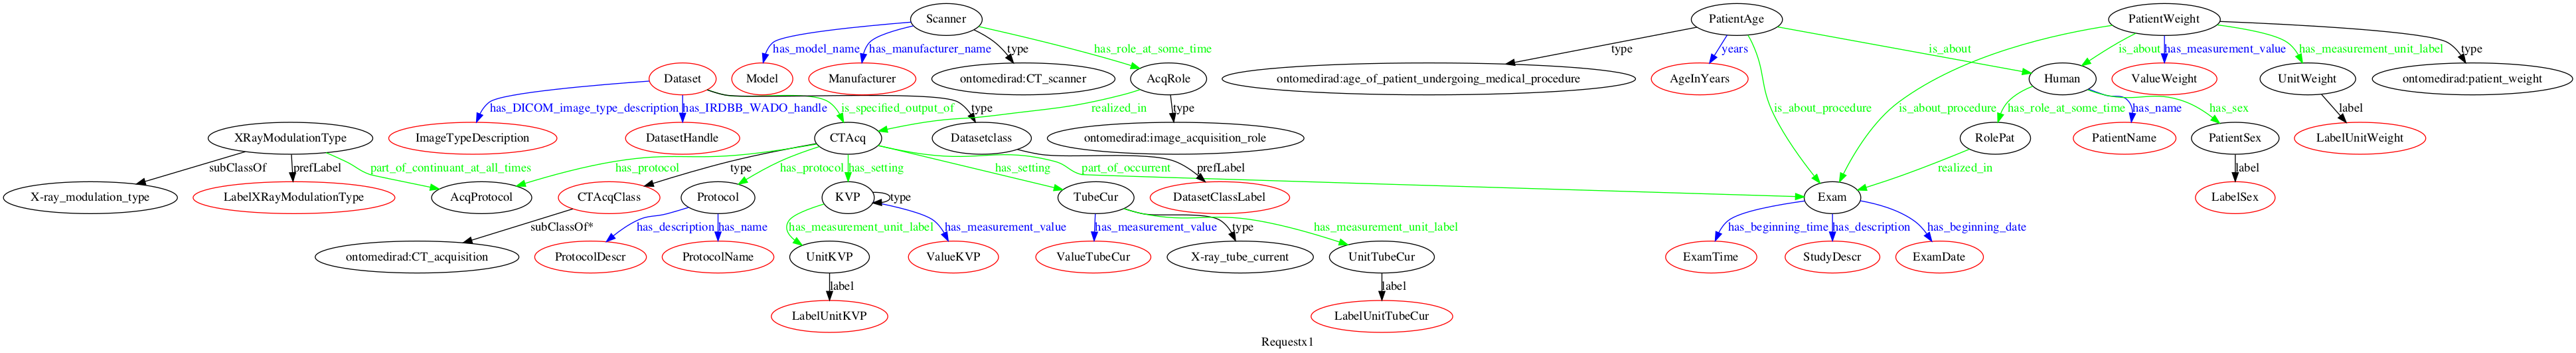 Scanner
PatientAge
PatientWeight
has_model_name
has_manufacturer_name
type
has_role_at_some_time
type
years
is_about
is_about
has_measurement_value
has_measurement_unit_label
type
Dataset
Model
Manufacturer
ontomedirad:CT_scanner
AcqRole
ontomedirad:age_of_patient_undergoing_medical_procedure
AgeInYears
Human
ValueWeight
UnitWeight
ontomedirad:patient_weight
has_DICOM_image_type_description
has_IRDBB_WADO_handle
is_specified_output_of
type
realized_in
type
is_about_procedure
is_about_procedure
has_role_at_some_time
has_name
has_sex
label
XRayModulationType
ImageTypeDescription
DatasetHandle
CTAcq
Datasetclass
ontomedirad:image_acquisition_role
RolePat
PatientName
PatientSex
LabelUnitWeight
subClassOf
prefLabel
part_of_continuant_at_all_times
has_protocol
type
has_protocol
has_setting
has_setting
part_of_occurrent
prefLabel
realized_in
label
X-ray_modulation_type
LabelXRayModulationType
AcqProtocol
CTAcqClass
Protocol
KVP
type
TubeCur
DatasetClassLabel
Exam
LabelSex
subClassOf*
has_description
has_name
has_measurement_unit_label
has_measurement_value
has_measurement_value
type
has_measurement_unit_label
has_beginning_time
has_description
has_beginning_date
ontomedirad:CT_acquisition
ProtocolDescr
ProtocolName
UnitKVP
ValueKVP
ValueTubeCur
X-ray_tube_current
UnitTubeCur
ExamTime
StudyDescr
ExamDate
label
label
LabelUnitKVP
LabelUnitTubeCur
Requestx1